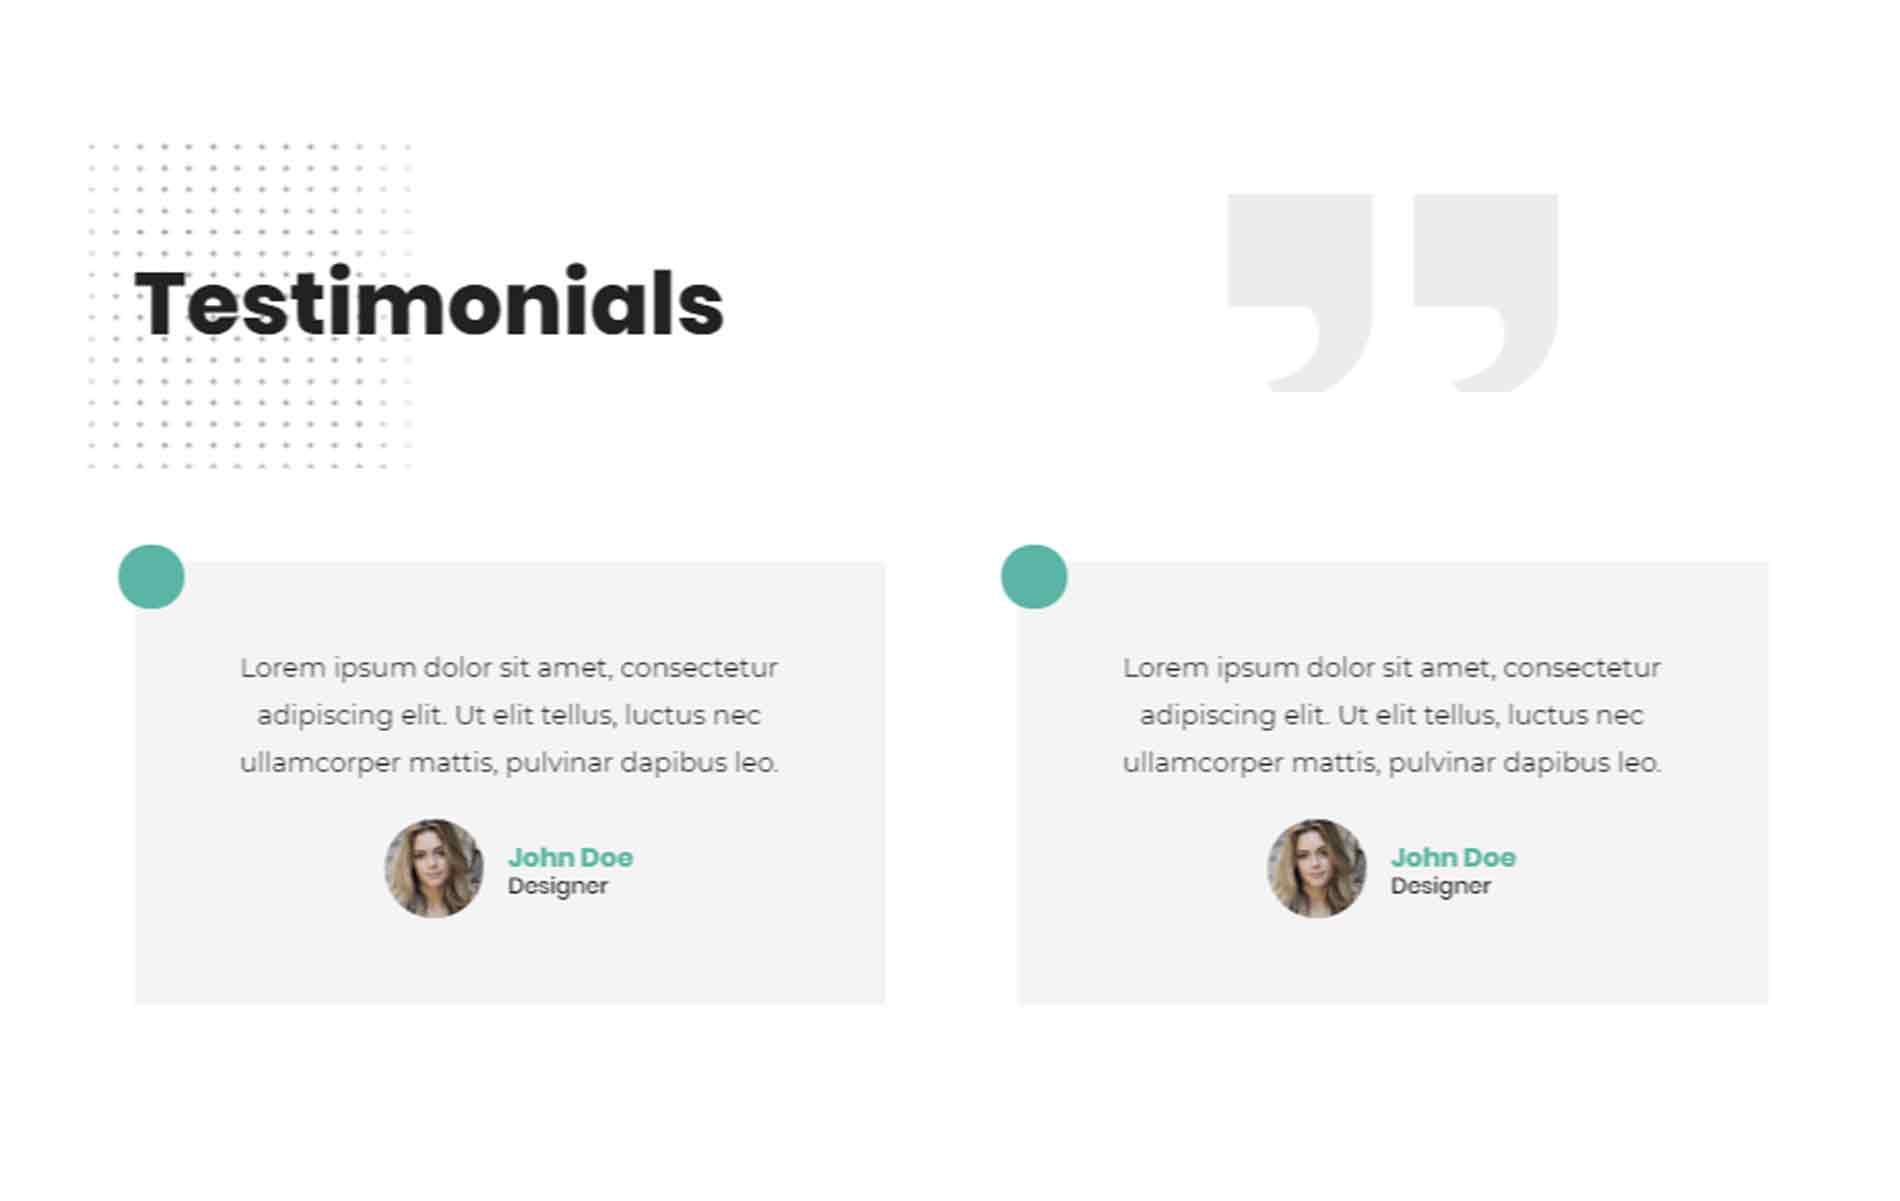 Testimonials
”
Lorem ipsum dolor sit amet, consectetur
adipiscing elit. Ut elit tellus, luctus nec
ullamcorper mattis, pulvinar dapibus leo.
John Doe
Designer
Lorem ipsum dolor sit amet, consectetur
adipiscing elit. Ut elit tellus, luctus nec
ullamcorper mattis, pulvinar dapibus leo.
John Doe
Designer